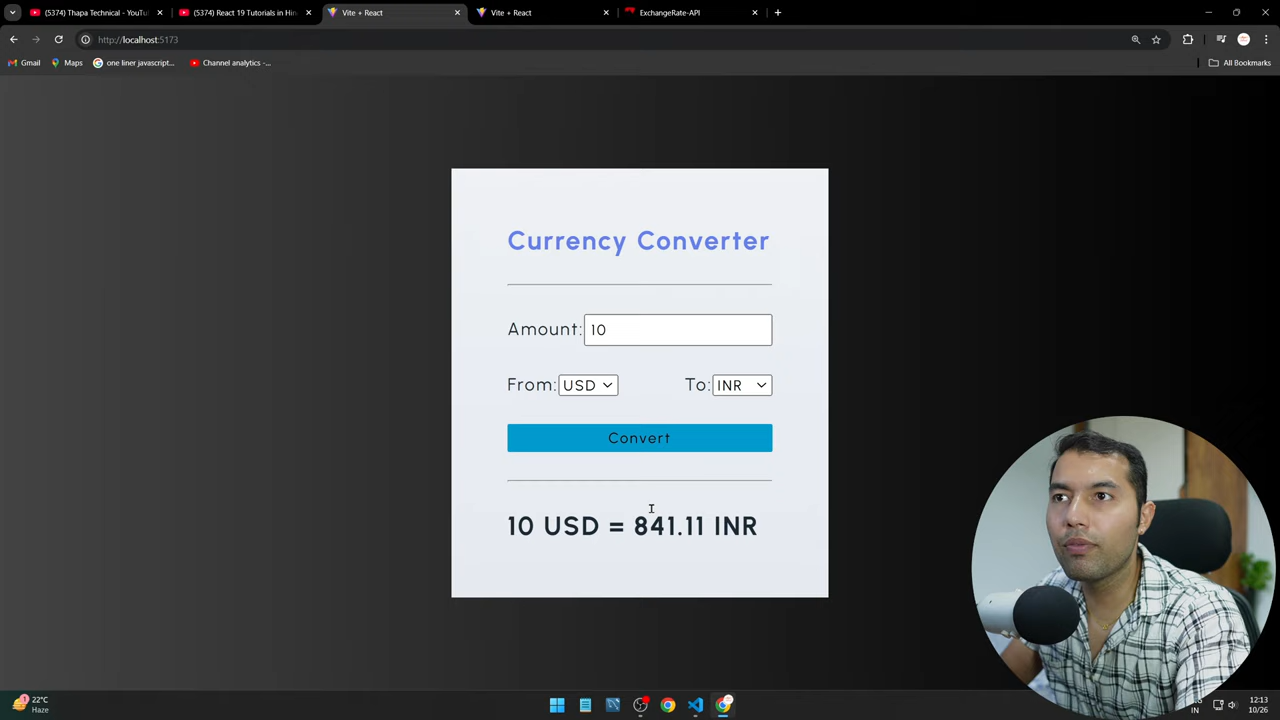 (5374) Thapa Technical - YouTu
(5374) React 19 Tutorials in Hin
Vite + React
Vite + React
ExchangeRate-API
http://localhost:5173
Gmail
Maps
one liner javascript...
Channel analytics -...
All Bookmarks
Currency Converter
Amount: 10
From: USD
To: INR
Convert
10 USD = 841.11 INR
1
22°C
Haze
IN
12:13
10/26